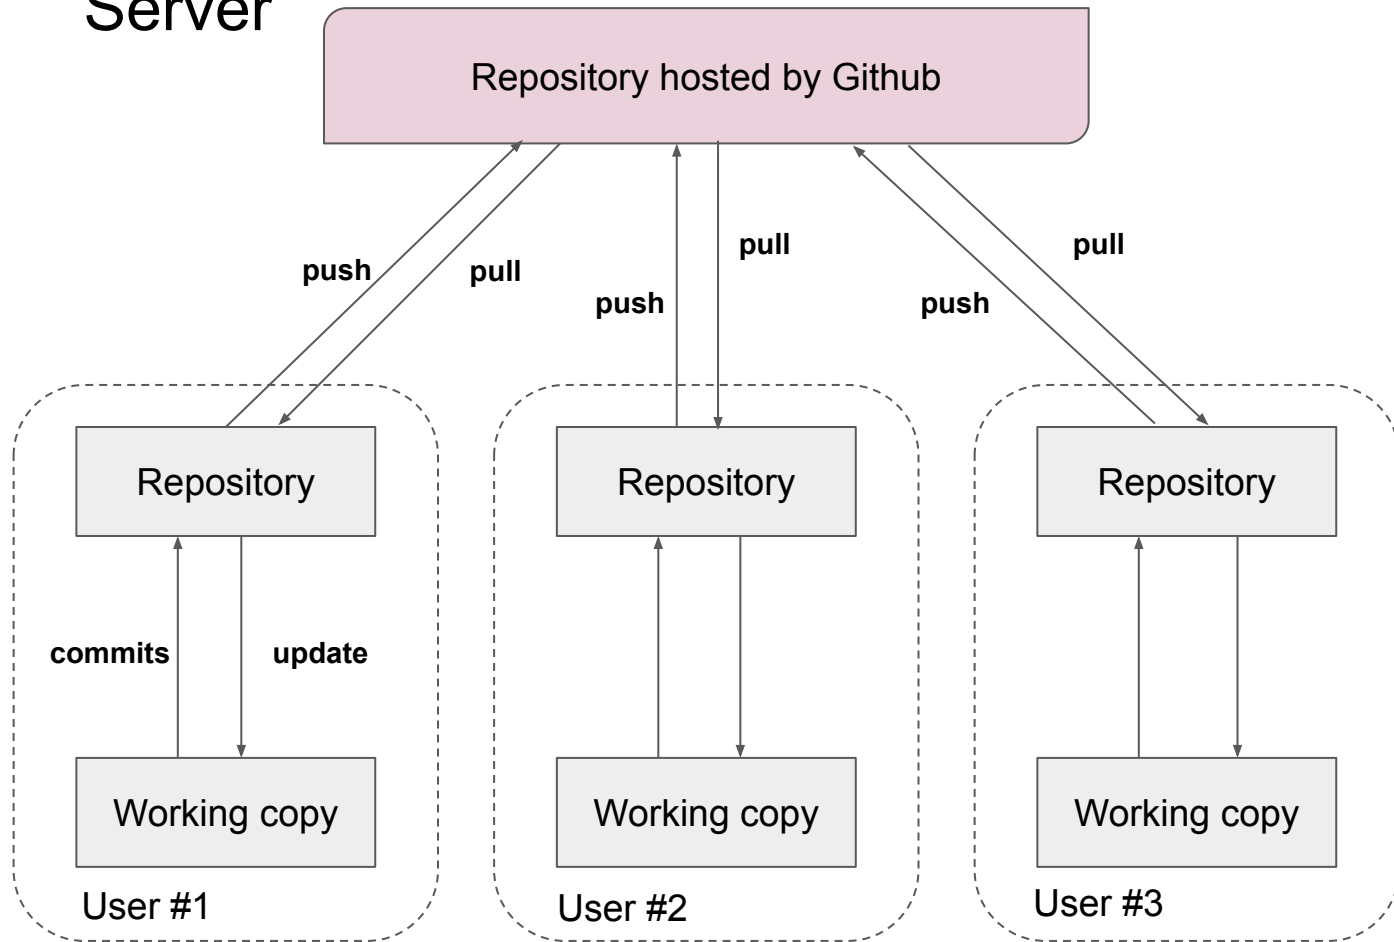 Server
Repository hosted by Github
pull
pull
push
pull
push
push
Repository
Repository
Repository
commits
update
Working copy
Working copy
Working copy
User #1
User #2
User #3